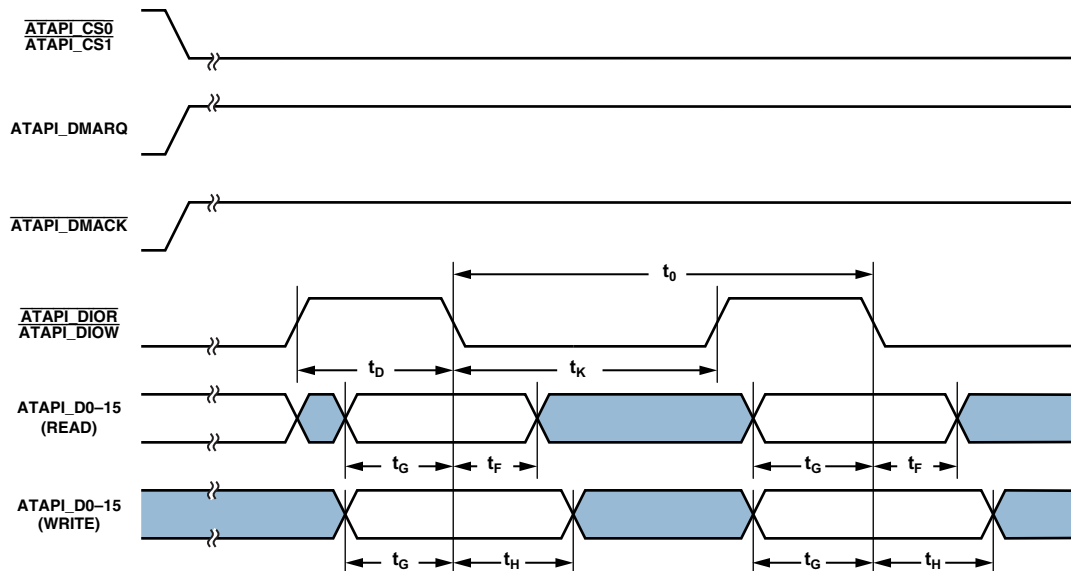 ATAPI_CS0
ATAPI_CS1
ATAPI_DMARQ
ATAPI_DMACK
t0
ATAPI_DIOR
ATAPI_DIOW
tD tK
ATAPI_D0–15
(READ)
tG tF tG tF
ATAPI_D0–15
(WRITE)
tG tH tG tH